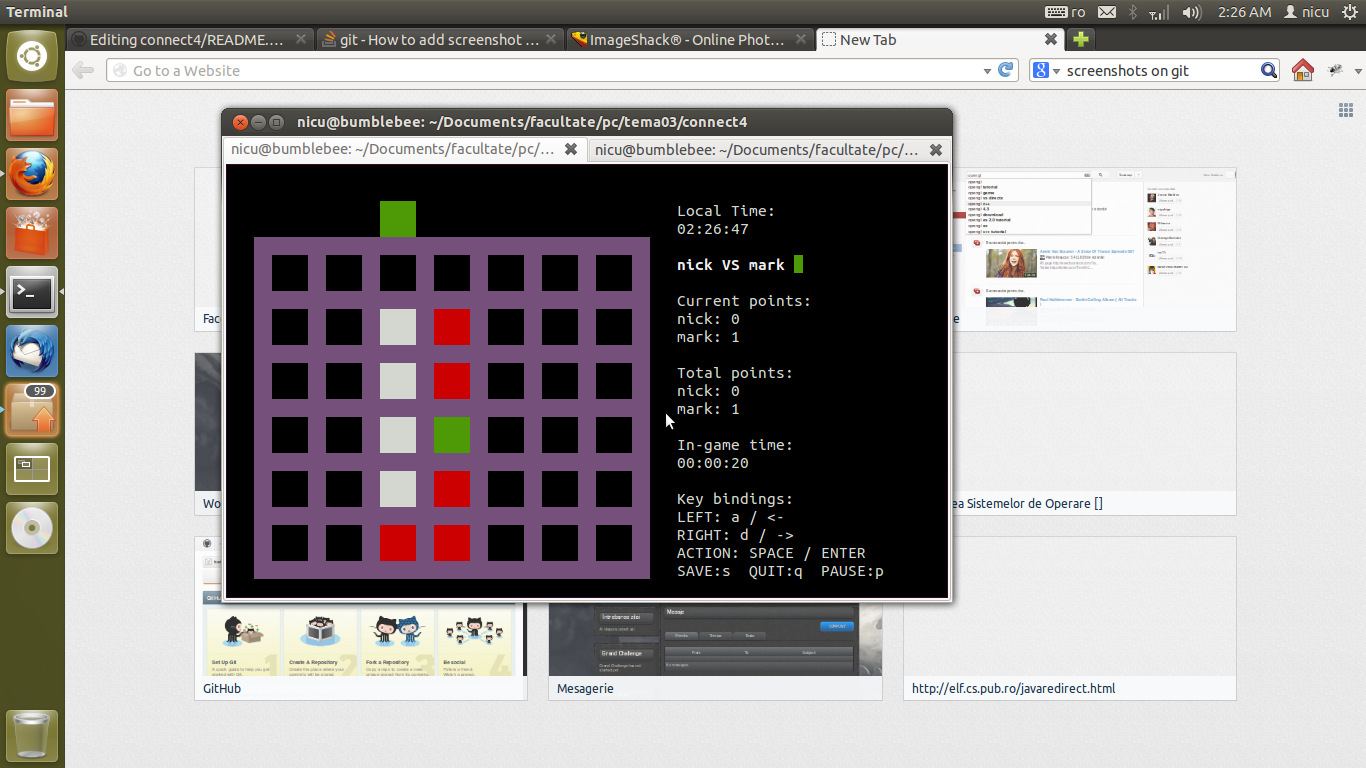 Terminal
ro
2:26 AM
nicu
Editing connect4/README....
git - How to add screenshot ...
ImageShack® - Online Phot...
New Tab
Go to a Website
screenshots on git
nicu@bumblebee: ~/Documents/facultate/pc/tema03/connect4
nicu@bumblebee: ~/Documents/facultate/pc/...
nicu@bumblebee: ~/Documents/facultate/pc/...
Local Time:
02:26:47
nick VS mark
Current points:
nick: 0
mark: 1
Total points:
nick: 0
mark: 1
In-game time:
00:00:20
Key bindings:
LEFT: a / <-
RIGHT: d / ->
ACTION: SPACE / ENTER
SAVE:s QUIT:q PAUSE:p
99
Fac
e
Wo
ea Sistemelor de Operare []
Set Up Git
Create A Repository
Fork a Repository
Be social
GitHub
Intrebarea zilei
Grand Challenge
Mesaje
Mesagerie
http://elf.cs.pub.ro/javaredirect.html